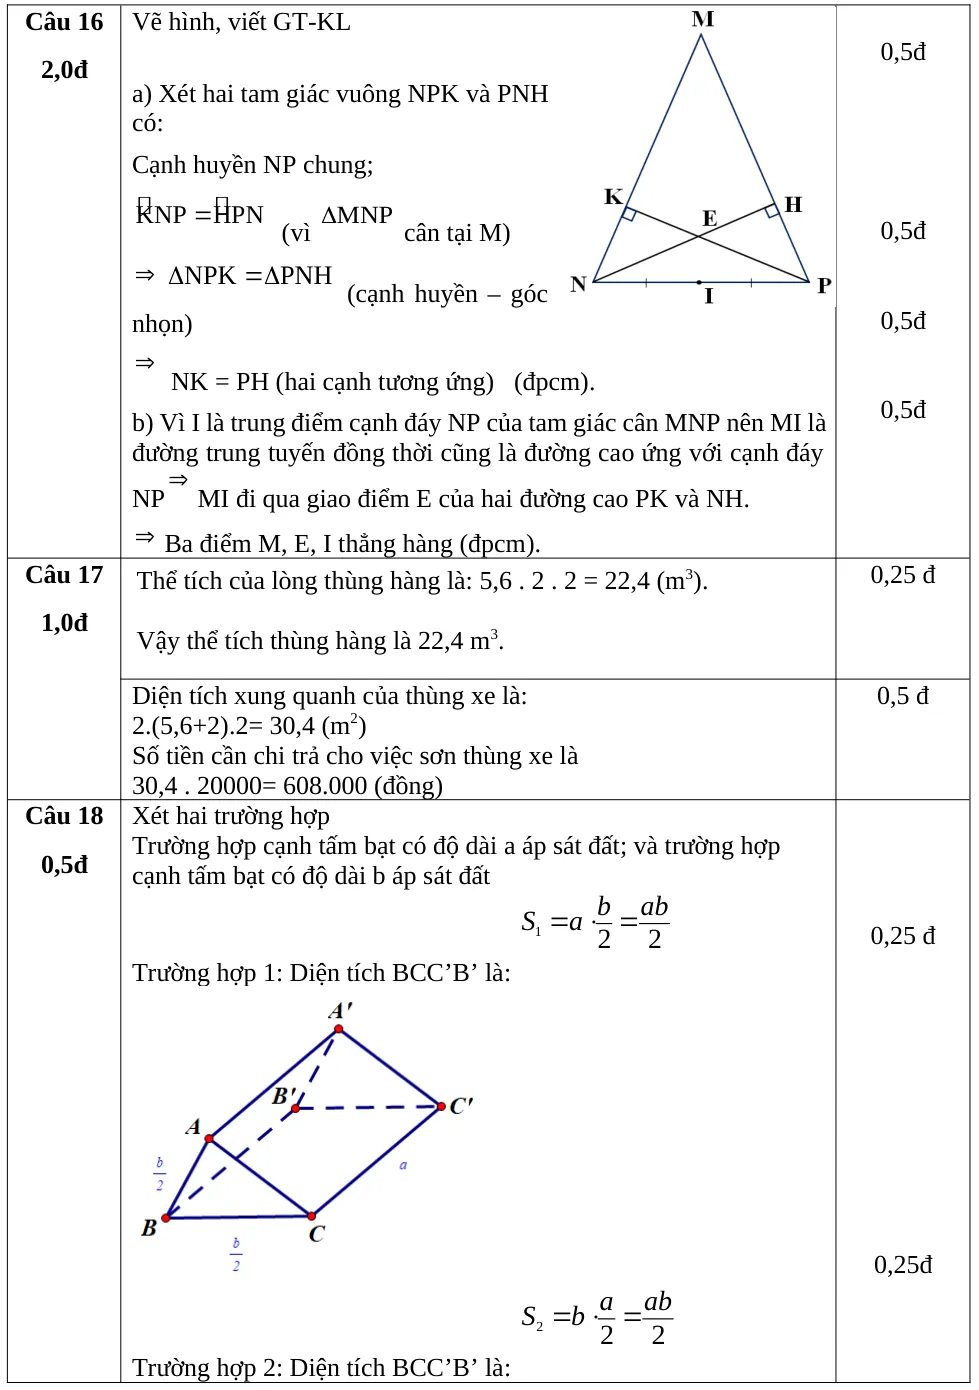 Câu 16
2,0đ
Vẽ hình, viết GT-KL
0,5đ
a) Xét hai tam giác vuông NPK và PNH
có:
Cạnh huyền NP chung;
KNP = HPN (vì ΔMNP cân tại M)
⇒ ΔNPK = ΔPNH (cạnh huyền – góc
nhọn)
⇒ NK = PH (hai cạnh tương ứng) (đpcm).
M
K
H
E
N
I
P
0,5đ
0,5đ
0,5đ
b) Vì I là trung điểm cạnh đáy NP của tam giác cân MNP nên MI là
đường trung tuyến đồng thời cũng là đường cao ứng với cạnh đáy
NP ⇒ MI đi qua giao điểm E của hai đường cao PK và NH.
⇒ Ba điểm M, E, I thẳng hàng (đpcm).
Câu 17
1,0đ
Thể tích của lòng thùng hàng là: 5,6 . 2 . 2 = 22,4 (m³).
0,25 đ
Vậy thể tích thùng hàng là 22,4 m³.
Diện tích xung quanh của thùng xe là:
0,5 đ
2.(5,6+2).2= 30,4 (m²)
Số tiền cần chi trả cho việc sơn thùng xe là
30,4 . 20000= 608.000 (đồng)
Câu 18
0,5đ
Xét hai trường hợp
Trường hợp cạnh tấm bạt có độ dài a áp sát đất; và trường hợp
cạnh tấm bạt có độ dài b áp sát đất
S₁ = a · b/2 = ab/2
0,25 đ
Trường hợp 1: Diện tích BCC’B’ là:
A'
B'
C'
A
b/2
a
B
C
b/2
0,25đ
S₂ = b · a/2 = ab/2
Trường hợp 2: Diện tích BCC’B’ là: